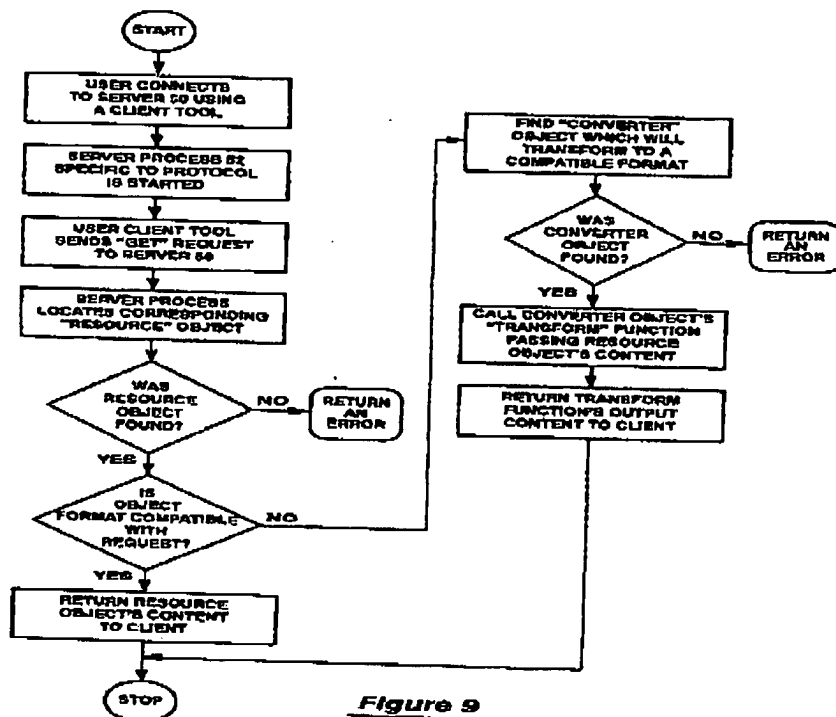 START
USER CONNECTS
TO SERVER 50 USING
A CLIENT TOOL
SERVER PROCESS 52
SPECIFIC TO PROTOCOL
IS STARTED
USER CLIENT TOOL
SENDS "GET" REQUEST
TO SERVER 50
SERVER PROCESS
LOCATES CORRESPONDING
"RESOURCE" OBJECT
WAS
RESOURCE
OBJECT
FOUND?
NO
RETURN
AN
ERROR
YES
IS
OBJECT
FORMAT COMPATIBLE
WITH
REQUEST?
NO
YES
RETURN RESOURCE
OBJECT'S CONTENT
TO CLIENT
STOP
FIND "CONVERTER"
OBJECT WHICH WILL
TRANSFORM TO A
COMPATIBLE FORMAT
WAS
CONVERTER
OBJECT
FOUND?
NO
RETURN
AN
ERROR
YES
CALL CONVERTER OBJECT'S
"TRANSFORM" FUNCTION
PASSING RESOURCE
OBJECT'S CONTENT
RETURN TRANSFORM
FUNCTION'S OUTPUT
CONTENT TO CLIENT
Figure 9